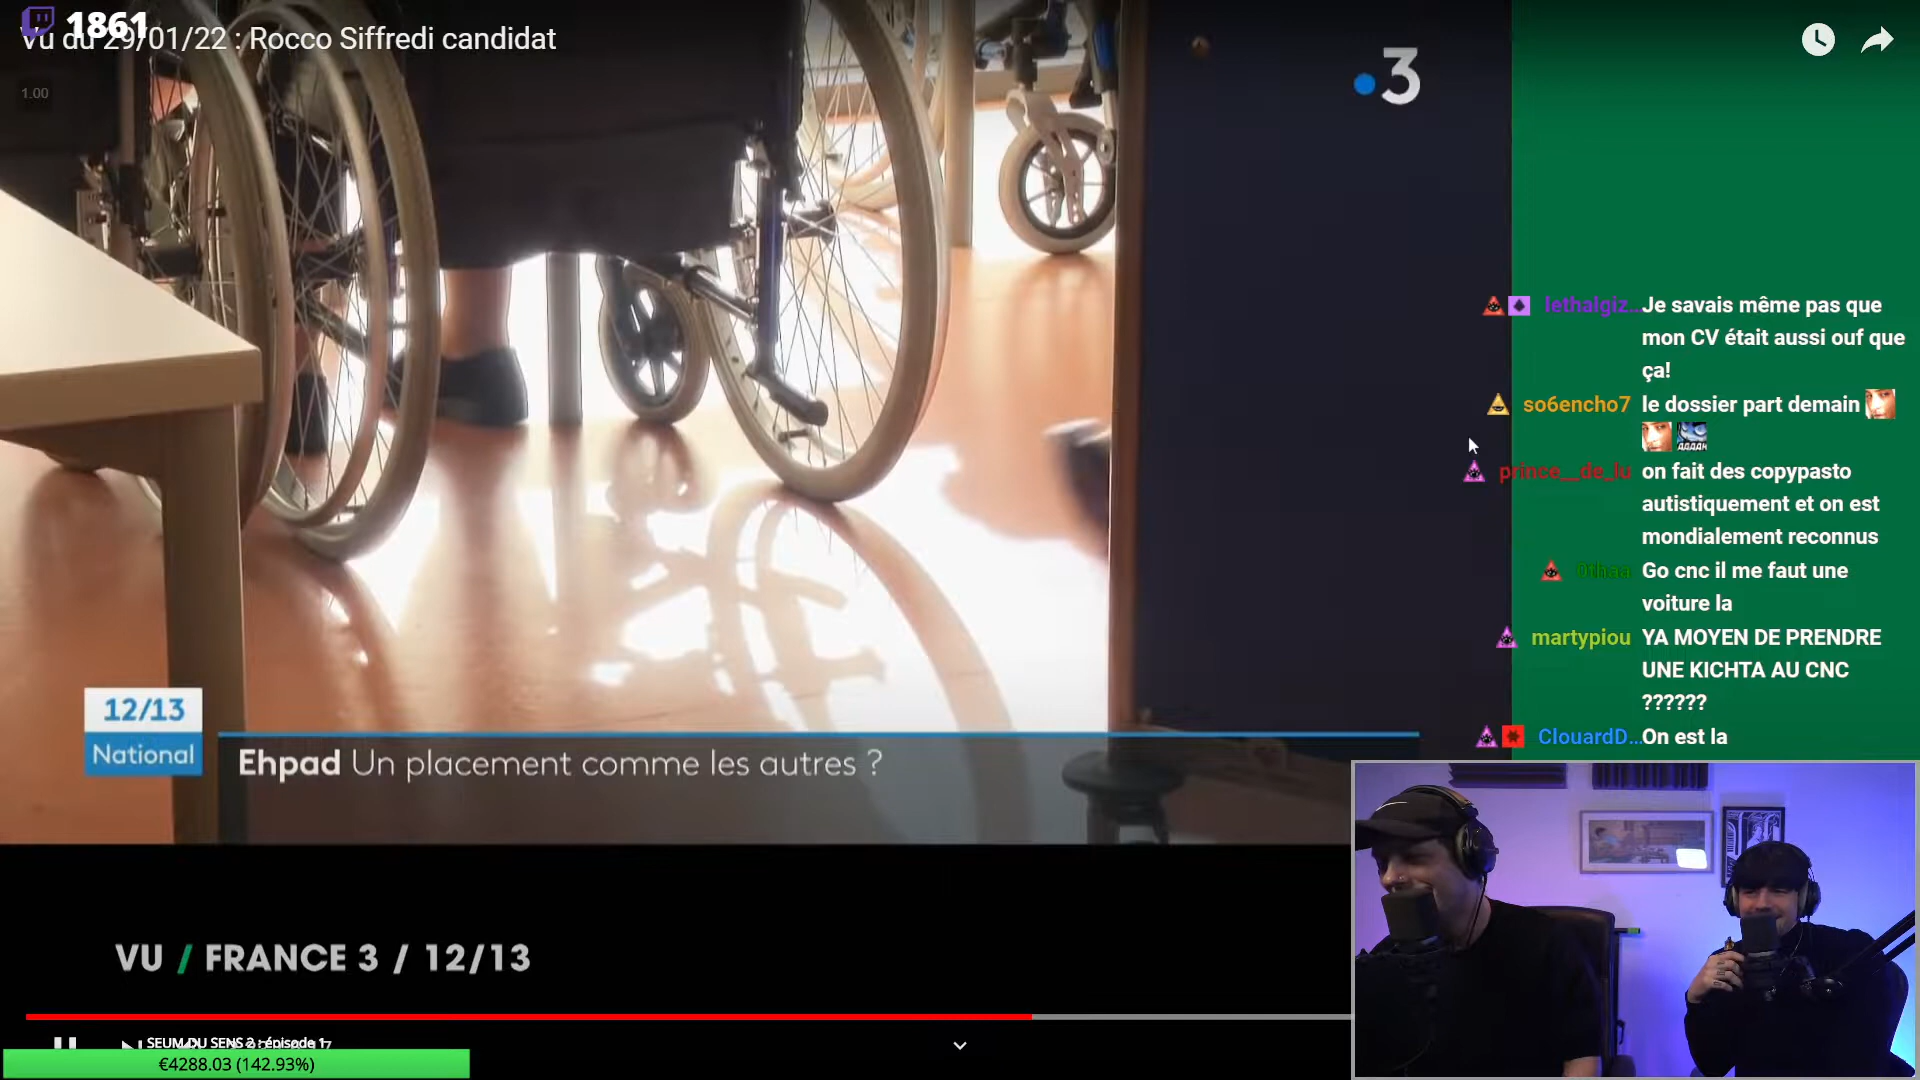 1861
Vu du 29/01/22 : Rocco Siffredi candidat
1.00
3
lethalgiz... Je savais même pas que
mon CV était aussi ouf que
ça!
so6encho7 le dossier part demain
prince__de_lu on fait des copypasto
autistiquement et on est
mondialement reconnus
0thaa Go cnc il me faut une
voiture la
martypiou YA MOYEN DE PRENDRE
UNE KICHTA AU CNC
??????
ClouardD... On est la
12/13
National
Ehpad Un placement comme les autres ?
VU / FRANCE 3 / 12/13
SEUM DU SENS 2 : épisode 1
€4288.03 (142.93%)